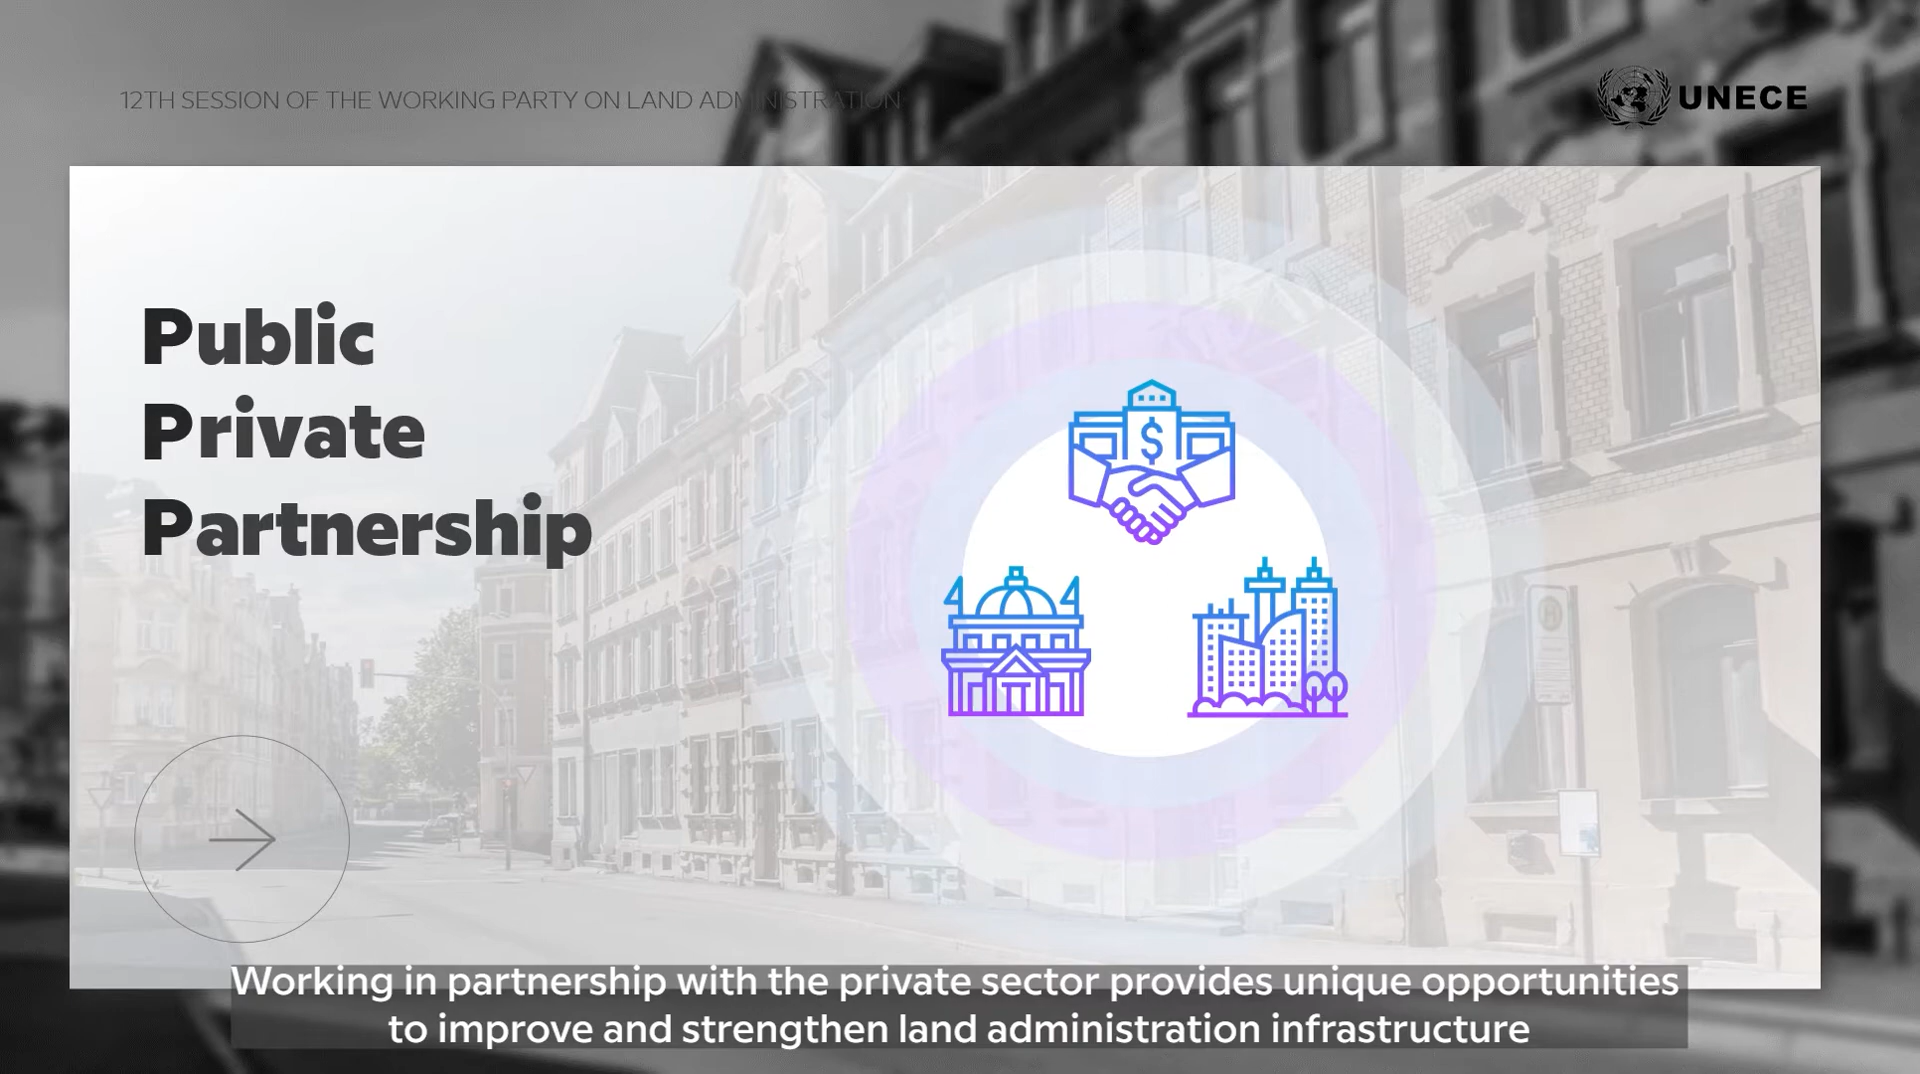 12TH SESSION OF THE WORKING PARTY ON LAND ADMINISTRATION
UNECE
Public
Private
Partnership
$
Working in partnership with the private sector provides unique opportunities
to improve and strengthen land administration infrastructure